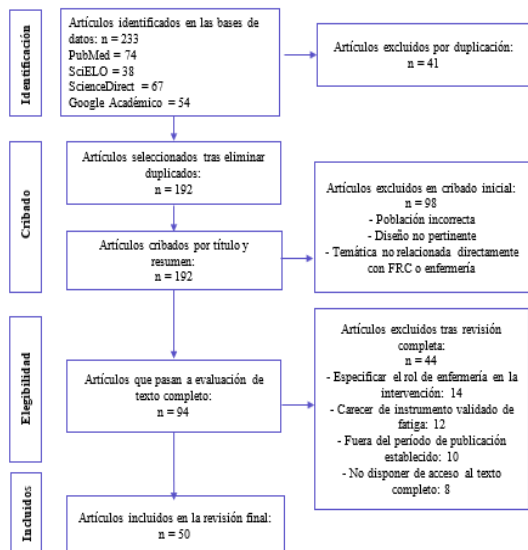 Identificación
Artículos identificados en las bases de
datos: n = 233
PubMed = 74
SciELO = 38
ScienceDirect = 67
Google Académico = 54
Artículos excluidos por duplicación:
n = 41
Cribado
Artículos seleccionados tras eliminar
duplicados:
n = 192
Artículos cribados por título y
resumen:
n = 192
Artículos excluidos en cribado inicial:
n = 98
- Población incorrecta
- Diseño no pertinente
- Temática no relacionada directamente
con FRC o enfermería
Elegibilidad
Artículos que pasan a evaluación de
texto completo:
n = 94
Artículos excluidos tras revisión
completa:
n = 44
- Especificar el rol de enfermería en la
intervención: 14
- Carecer de instrumento validado de
fatiga: 12
- Fuera del período de publicación
establecido: 10
- No disponer de acceso al texto
completo: 8
Incluidos
Artículos incluidos en la revisión final:
n = 50